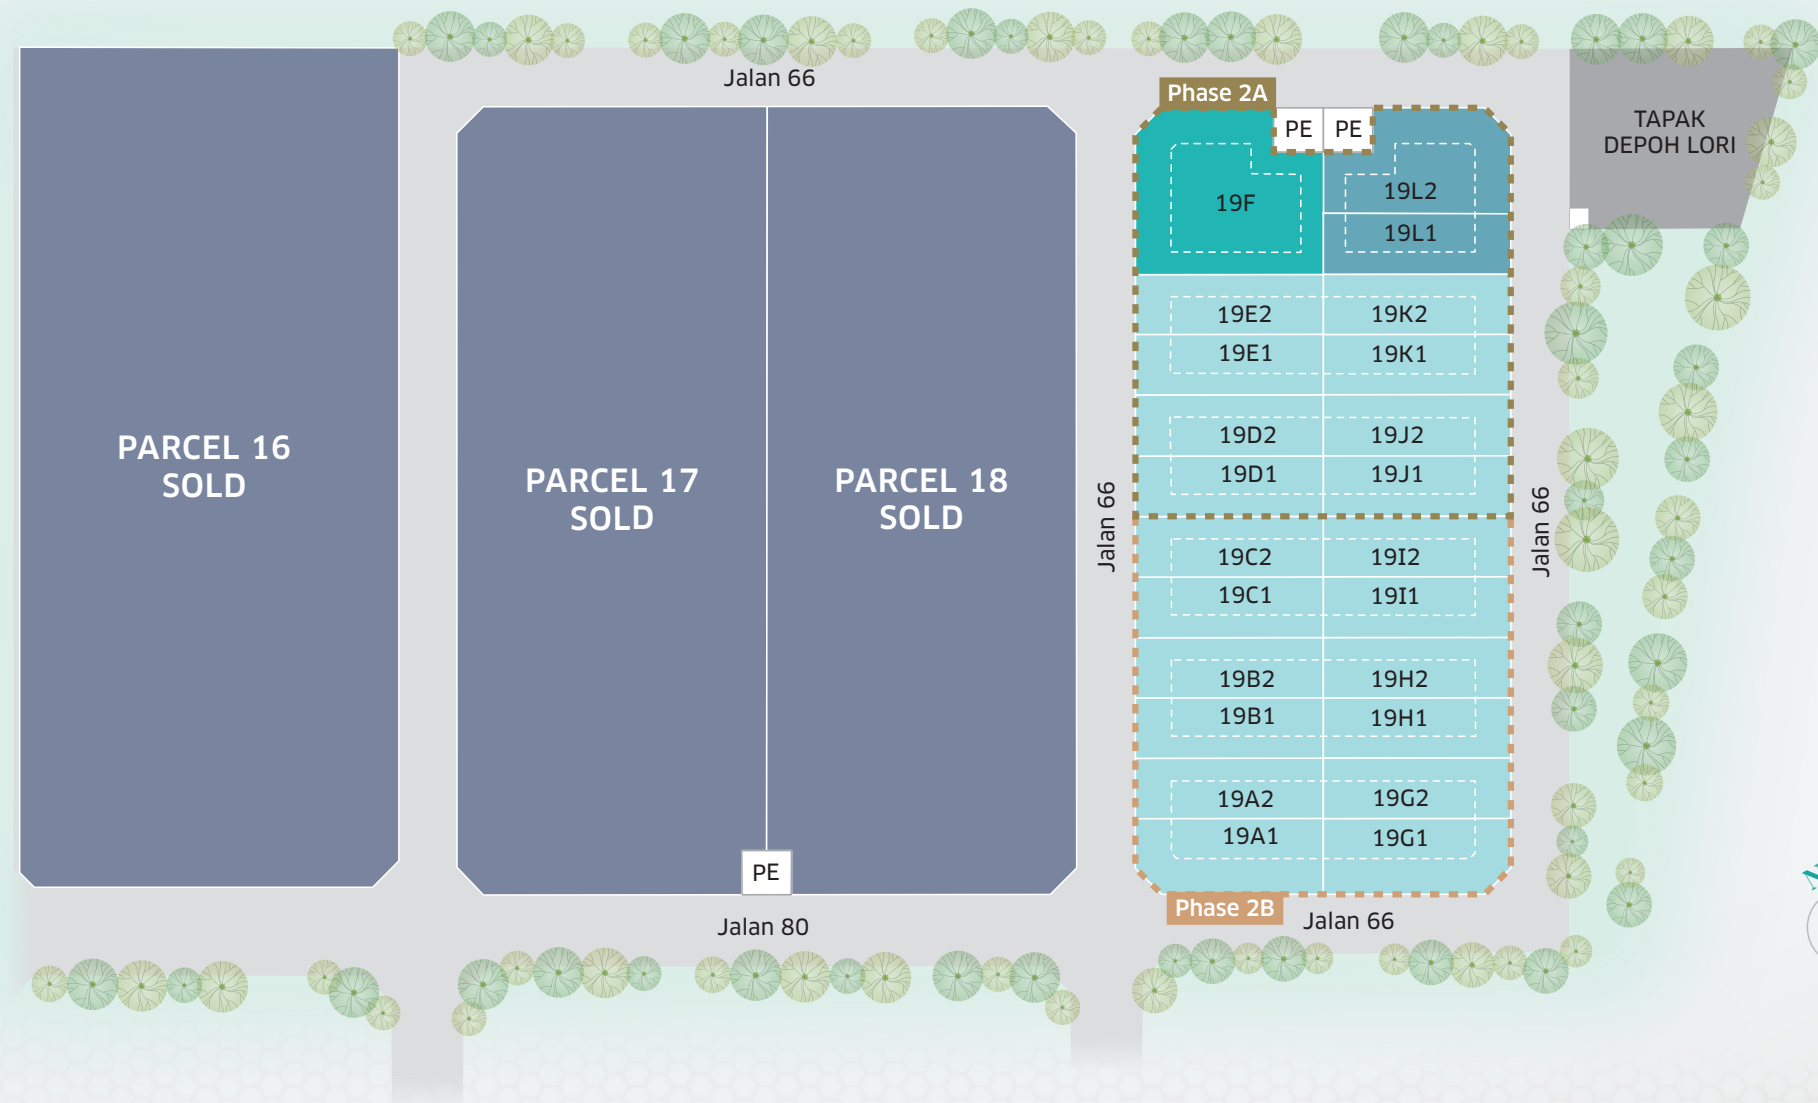 Jalan 66
Phase 2A
PE
PE
TAPAK
DEPOH LORI
19F
19L2
19L1
19E2
19K2
19E1
19K1
PARCEL 16
SOLD
PARCEL 17
SOLD
PARCEL 18
SOLD
19D2
19J2
19D1
19J1
Jalan 66
Jalan 66
19C2
19I2
19C1
19I1
19B2
19H2
19B1
19H1
19A2
19G2
19A1
19G1
PE
Phase 2B
Jalan 80
Jalan 66